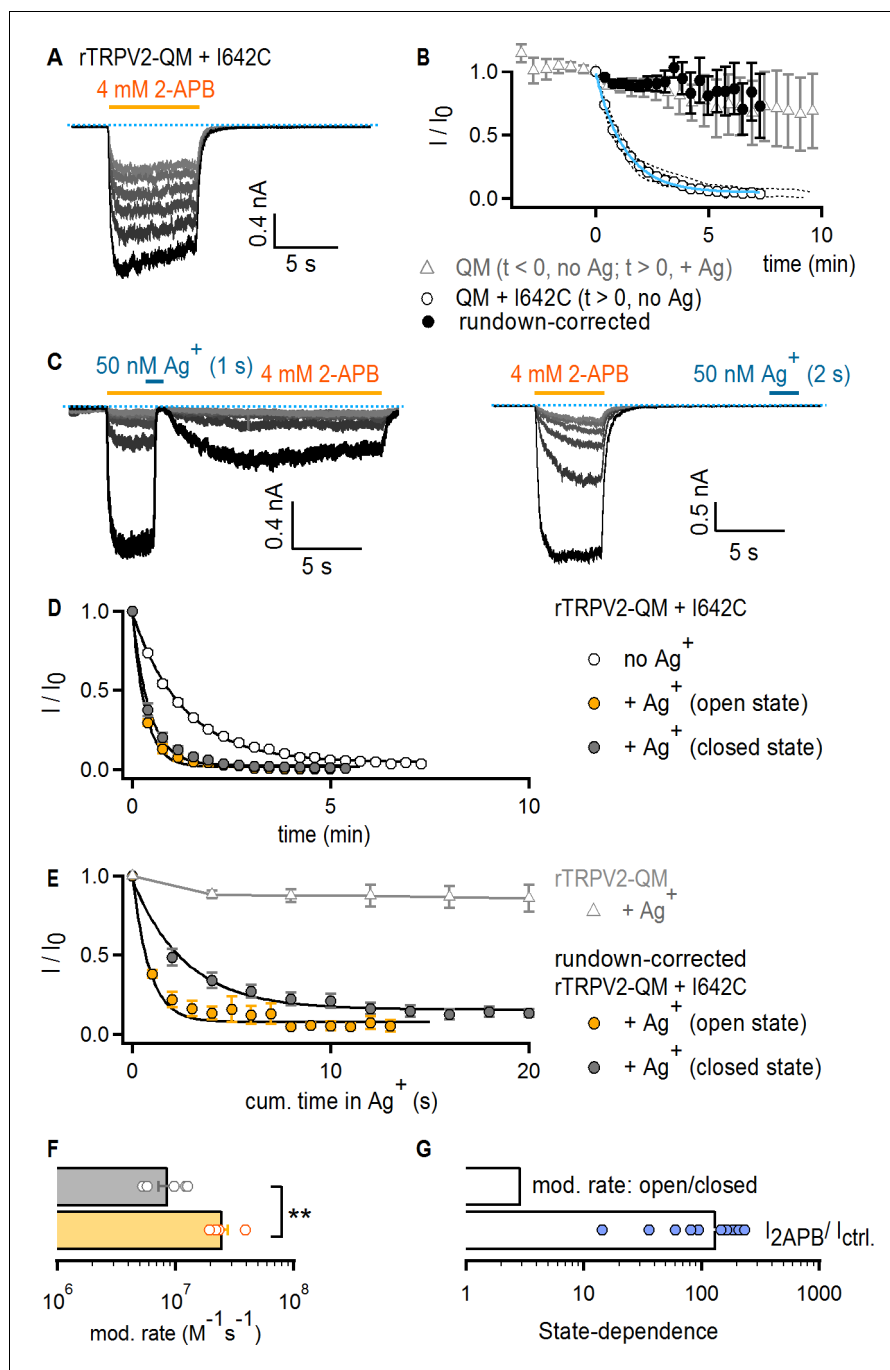 A
rTRPV2-QM + I642C
4 mM 2-APB
0.4 nA
5 s
B
I / I0
1.0
0.5
0.0
0
5
10
time (min)
QM (t < 0, no Ag; t > 0, + Ag)
QM + I642C (t > 0, no Ag)
rundown-corrected
C
50 nM Ag+ (1 s)
4 mM 2-APB
0.4 nA
5 s
4 mM 2-APB
50 nM Ag+ (2 s)
0.5 nA
5 s
D
I / I0
1.0
0.5
0.0
0
5
10
time (min)
rTRPV2-QM + I642C
no Ag+
+ Ag+ (open state)
+ Ag+ (closed state)
E
I / I0
1.0
0.5
0.0
0
10
20
cum. time in Ag+ (s)
rTRPV2-QM
+ Ag+
rundown-corrected
rTRPV2-QM + I642C
+ Ag+ (open state)
+ Ag+ (closed state)
F
**
10^6
10^7
10^8
mod. rate (M^-1 s^-1)
G
mod. rate: open/closed
I2APB/ Ictrl.
1
10
100
1000
State-dependence